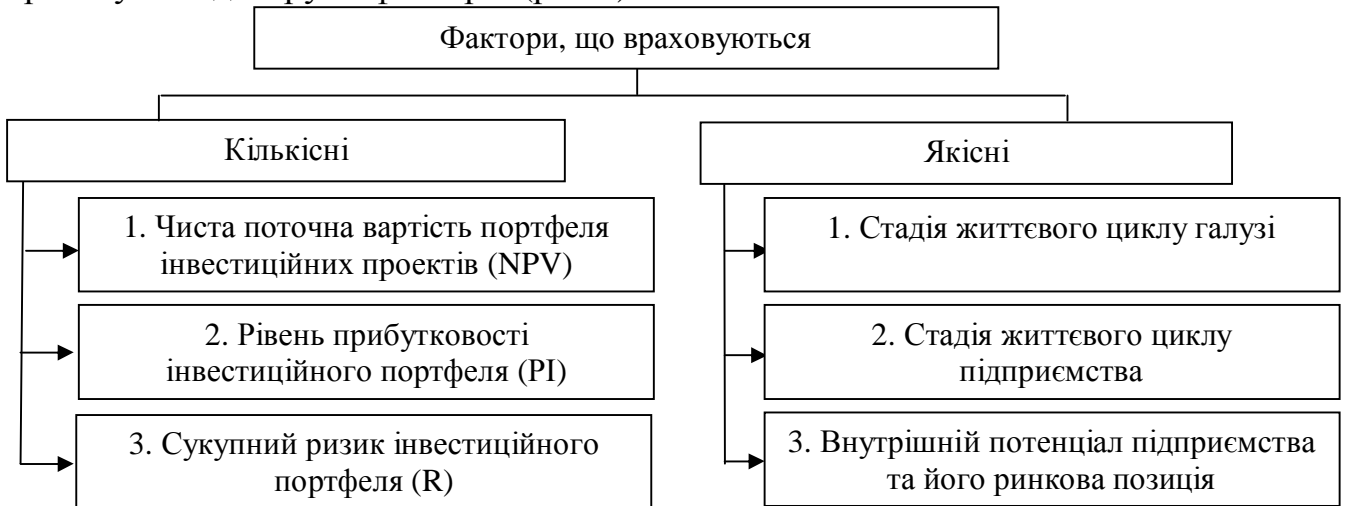 Фактори, що враховуються
Кількісні
Якісні
1. Чиста поточна вартість портфеля
інвестиційних проектів (NPV)
2. Рівень прибутковості
інвестиційного портфеля (PI)
3. Сукупний ризик інвестиційного
портфеля (R)
1. Стадія життєвого циклу галузі
2. Стадія життєвого циклу
підприємства
3. Внутрішній потенціал підприємства
та його ринкова позиція